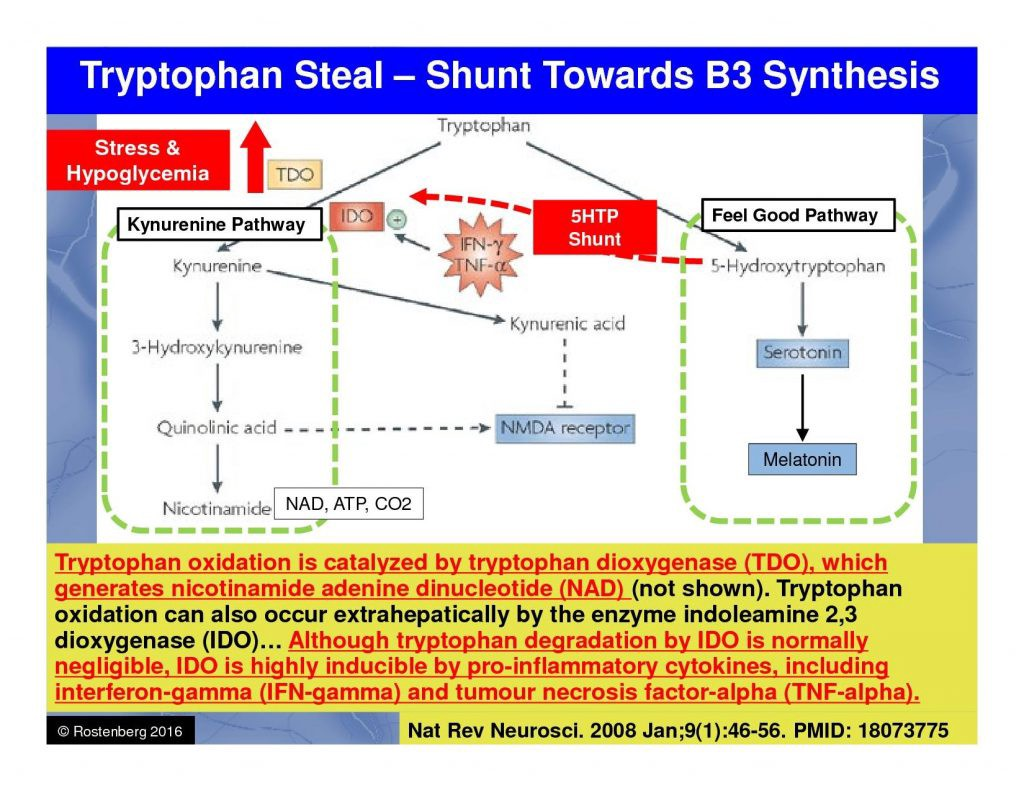 Tryptophan Steal – Shunt Towards B3 Synthesis
Tryptophan
Stress &
Hypoglycemia
TDO
IDO
+
5HTP
Shunt
Feel Good Pathway
Kynurenine Pathway
IFN-γ
TNF-α
Kynurenine
5-Hydroxytryptophan
Kynurenic acid
3-Hydroxykynurenine
Serotonin
Quinolinic acid
NMDA receptor
Melatonin
Nicotinamide
NAD, ATP, CO2
Tryptophan oxidation is catalyzed by tryptophan dioxygenase (TDO), which
generates nicotinamide adenine dinucleotide (NAD) (not shown). Tryptophan
oxidation can also occur extrahepatically by the enzyme indoleamine 2,3
dioxygenase (IDO)… Although tryptophan degradation by IDO is normally
negligible, IDO is highly inducible by pro-inflammatory cytokines, including
interferon-gamma (IFN-gamma) and tumour necrosis factor-alpha (TNF-alpha).
© Rostenberg 2016
Nat Rev Neurosci. 2008 Jan;9(1):46-56. PMID: 18073775